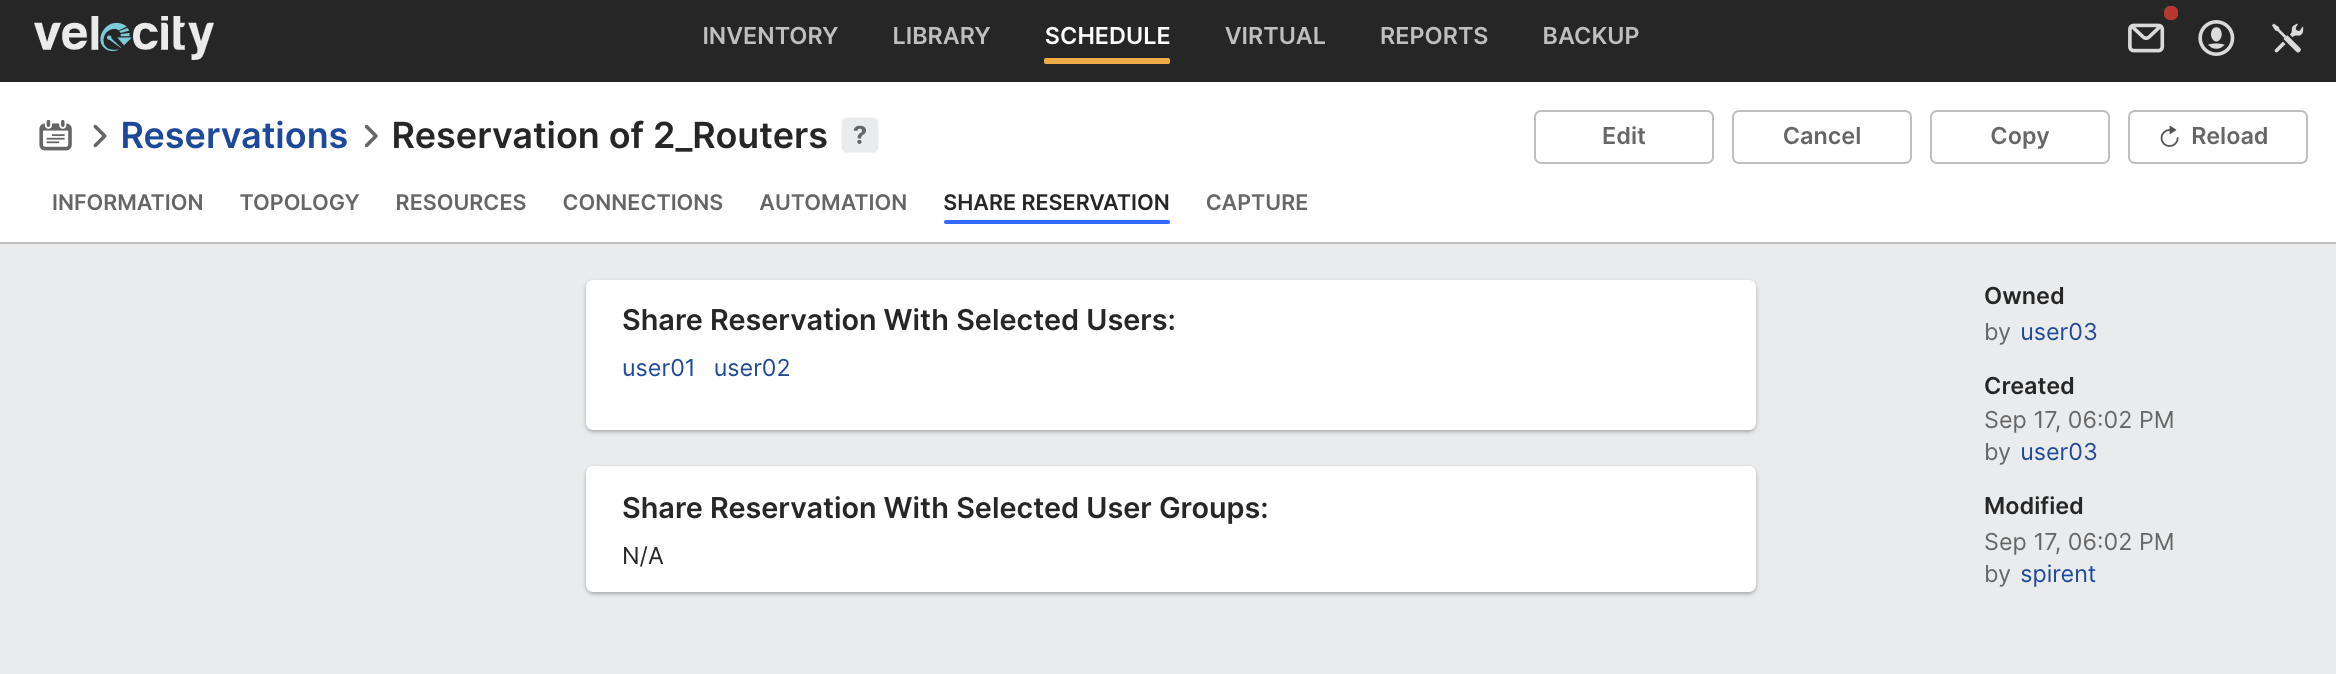 velocity
INVENTORY LIBRARY SCHEDULE VIRTUAL REPORTS BACKUP
Reservations > Reservation of 2_Routers ?
Edit Cancel Copy Reload
INFORMATION TOPOLOGY RESOURCES CONNECTIONS AUTOMATION SHARE RESERVATION CAPTURE
Share Reservation With Selected Users:
user01 user02
Share Reservation With Selected User Groups:
N/A
Owned
by user03
Created
Sep 17, 06:02 PM
by user03
Modified
Sep 17, 06:02 PM
by spirent